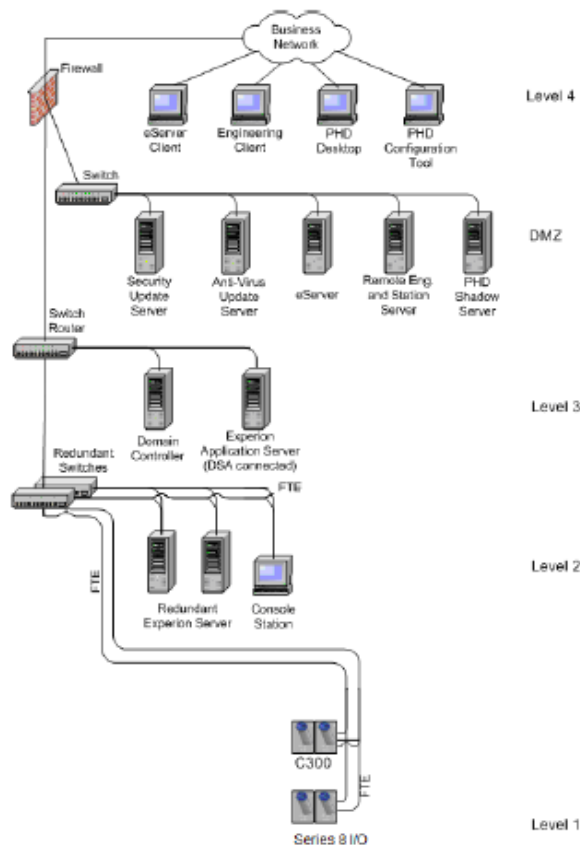 Business
Network
Firewall
Level 4
eServer
Client
Engineering
Client
PHD
Desktop
PHD
Configuration
Tool
Switch
DMZ
Security
Update
Server
Anti-Virus
Update
Server
eServer
Remote Eng.
and Station
Server
PHD
Shadow
Server
Switch
Router
Level 3
Domain
Controller
Experion
Application Server
(DSA connected)
Redundant
Switches
FTE
Level 2
FTE
Redundant
Experion Server
Console
Station
C300
FTE
Series 8 I/O
Level 1